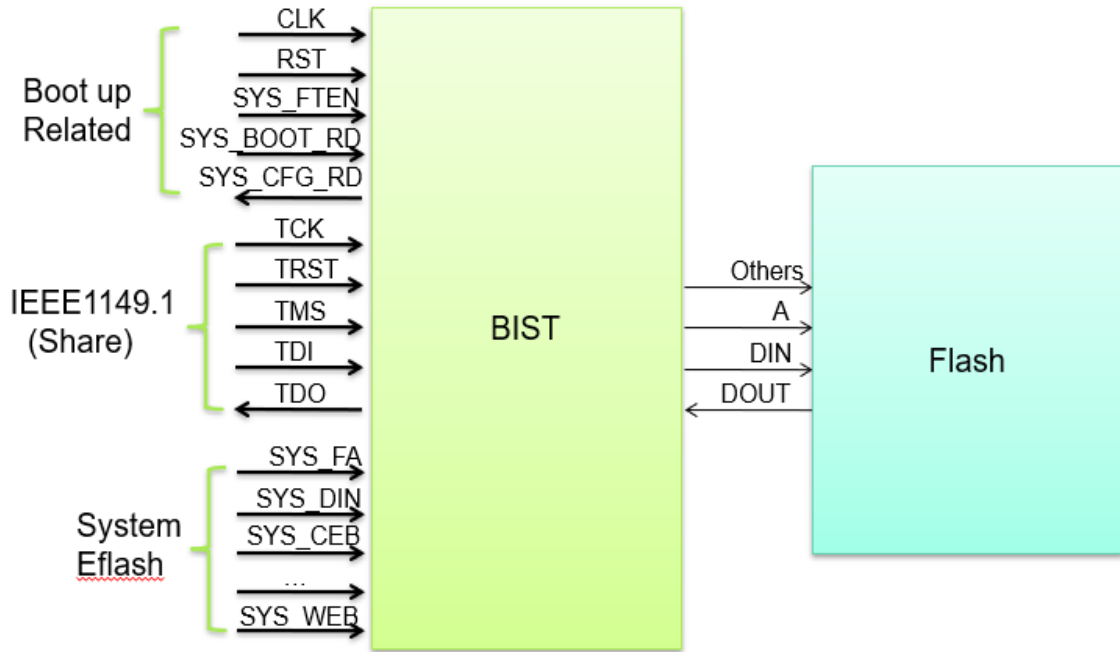 CLK
RST
SYS_FTEN
SYS_BOOT_RD
SYS_CFG_RD
Boot up
Related
TCK
TRST
TMS
TDI
TDO
IEEE1149.1
(Share)
SYS_FA
SYS_DIN
SYS_CEB
...
SYS_WEB
System
Eflash
BIST
Others
A
DIN
DOUT
Flash